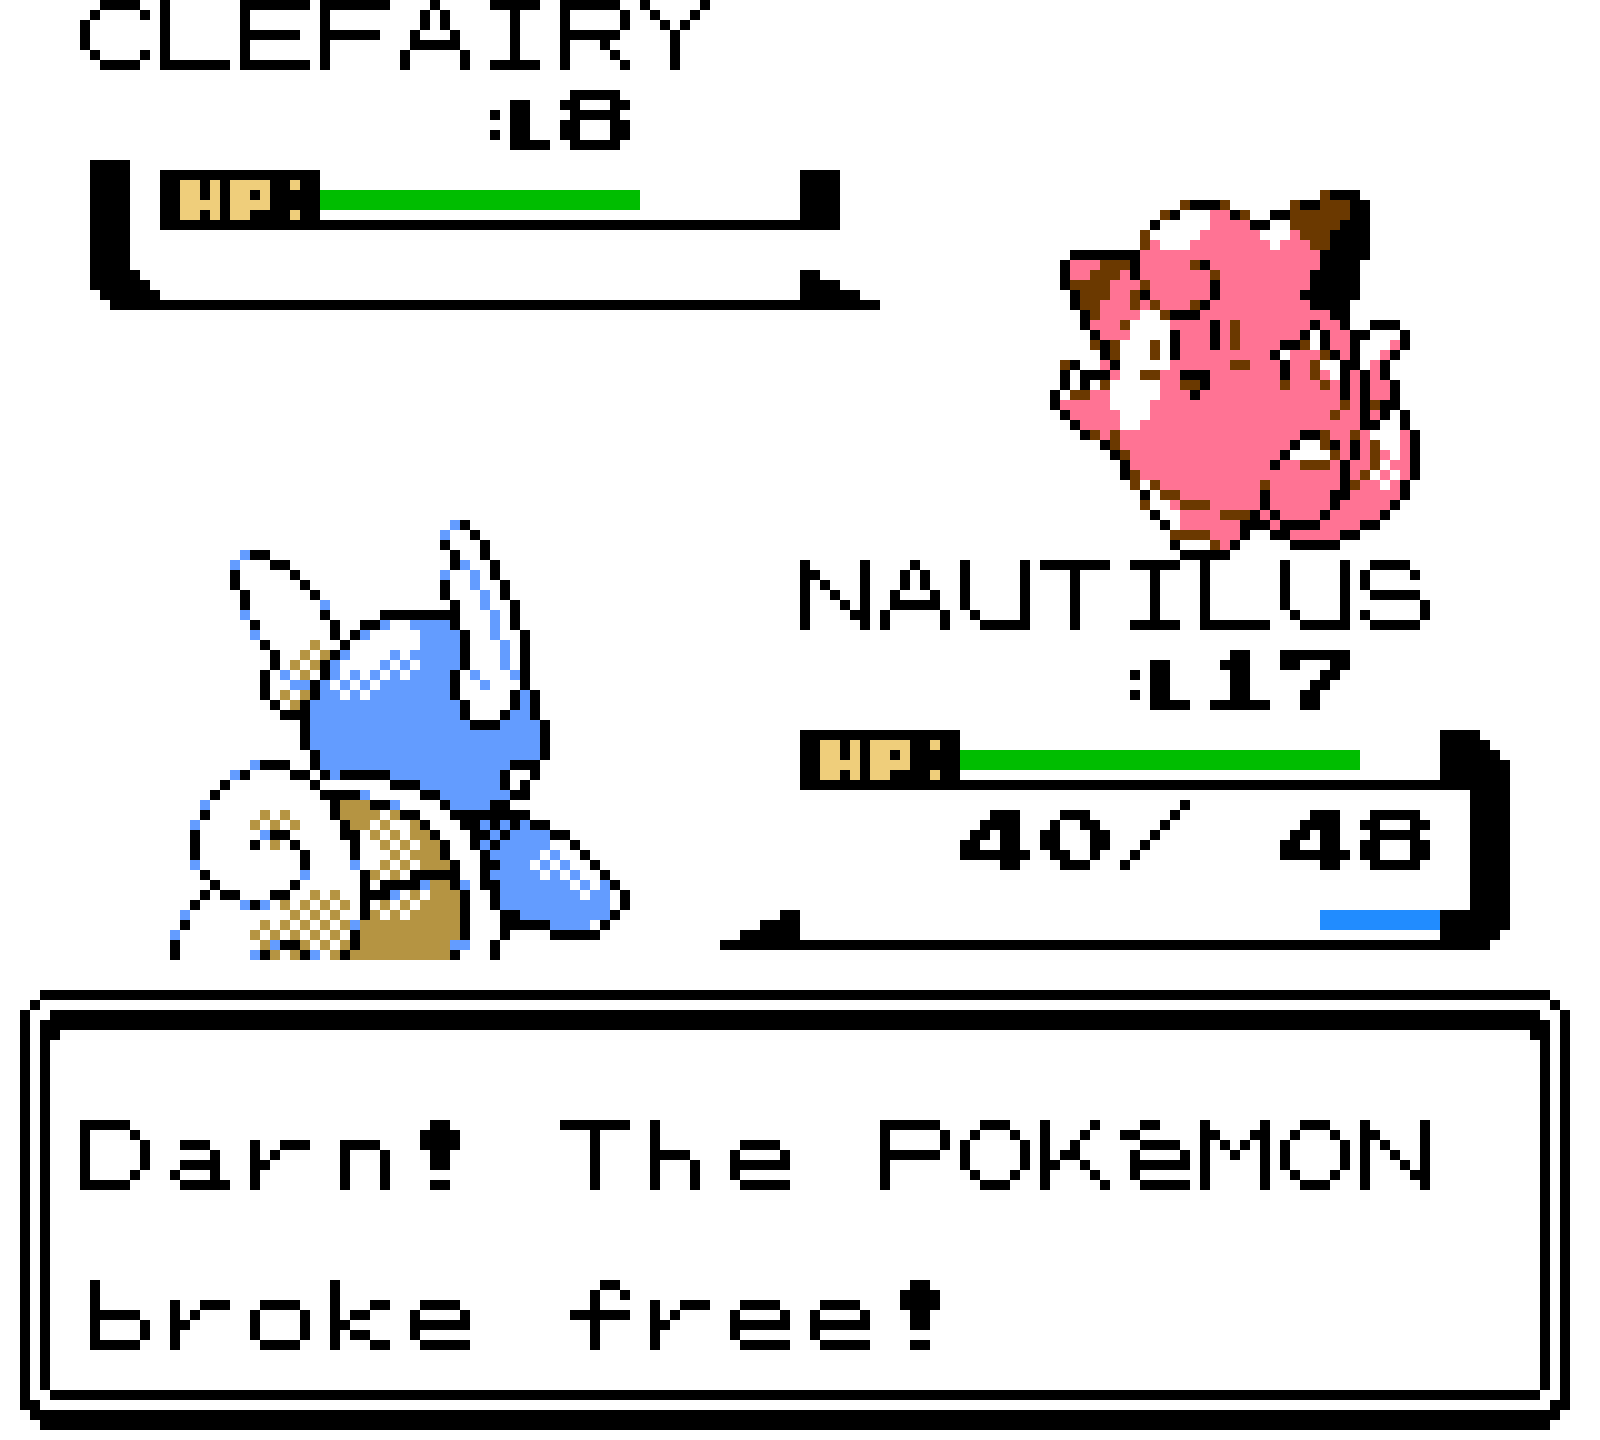 CLEFAIRY
:L8
HP:
NAUTILUS
:L17
HP:
40/ 48
Darn! The POKéMON
broke free!